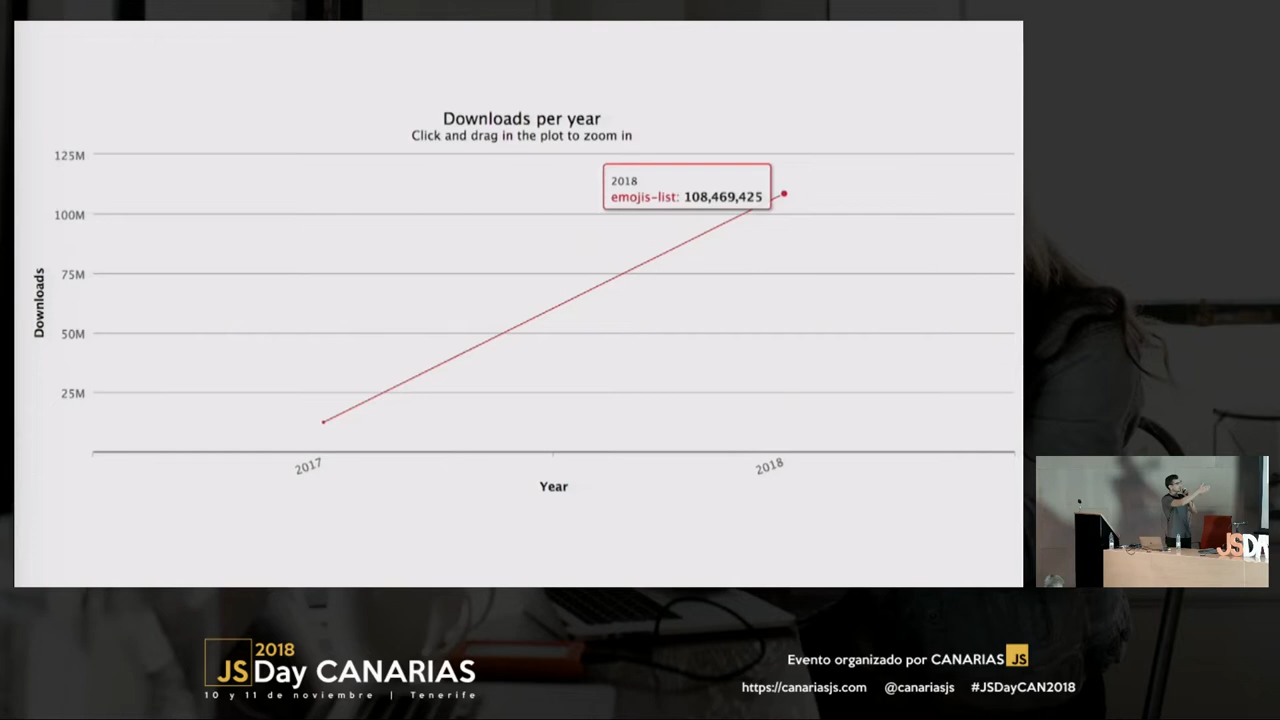 Downloads per year
Click and drag in the plot to zoom in
125M
100M
75M
50M
25M
Downloads
2018
emojis-list: 108,469,425
2017
2018
Year
JSDA
2018
JSDay CANARIAS
10 y 11 de noviembre | Tenerife
Evento organizado por CANARIAS JS
https://canariasjs.com @canariasjs #JSDayCAN2018